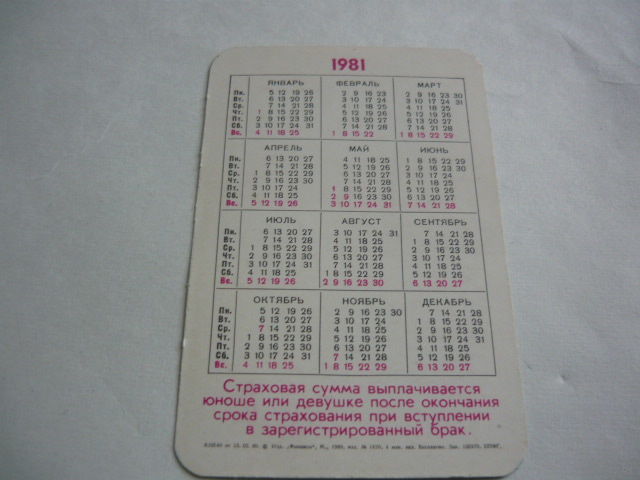 1981
ЯНВАРЬ ФЕВРАЛЬ МАРТ
Пн. 5 12 19 26 2 9 16 23 2 9 16 23 30
Вт. 6 13 20 27 3 10 17 24 3 10 17 24 31
Ср. 7 14 21 28 4 11 18 25 4 11 18 25
Чт. 1 8 15 22 29 5 12 19 26 5 12 19 26
Пт. 2 9 16 23 30 6 13 20 27 6 13 20 27
Сб. 3 10 17 24 31 7 14 21 28 7 14 21 28
Вс. 4 11 18 25 1 8 15 22 1 8 15 22 29
АПРЕЛЬ МАЙ ИЮНЬ
Пн. 6 13 20 27 4 11 18 25 1 8 15 22 29
Вт. 7 14 21 28 5 12 19 26 2 9 16 23 30
Ср. 1 8 15 22 29 6 13 20 27 3 10 17 24
Чт. 2 9 16 23 30 7 14 21 28 4 11 18 25
Пт. 3 10 17 24 1 8 15 22 29 5 12 19 26
Сб. 4 11 18 25 2 9 16 23 30 6 13 20 27
Вс. 5 12 19 26 3 10 17 24 31 7 14 21 28
ИЮЛЬ АВГУСТ СЕНТЯБРЬ
Пн. 6 13 20 27 3 10 17 24 31 7 14 21 28
Вт. 7 14 21 28 4 11 18 25 1 8 15 22 29
Ср. 1 8 15 22 29 5 12 19 26 2 9 16 23 30
Чт. 2 9 16 23 30 6 13 20 27 3 10 17 24
Пт. 3 10 17 24 31 7 14 21 28 4 11 18 25
Сб. 4 11 18 25 1 8 15 22 29 5 12 19 26
Вс. 5 12 19 26 2 9 16 23 30 6 13 20 27
ОКТЯБРЬ НОЯБРЬ ДЕКАБРЬ
Пн. 5 12 19 26 2 9 16 23 30 7 14 21 28
Вт. 6 13 20 27 3 10 17 24 1 8 15 22 29
Ср. 7 14 21 28 4 11 18 25 2 9 16 23 30
Чт. 1 8 15 22 29 5 12 19 26 3 10 17 24 31
Пт. 2 9 16 23 30 6 13 20 27 4 11 18 25
Сб. 3 10 17 24 31 7 14 21 28 5 12 19 26
Вс. 4 11 18 25 1 8 15 22 29 6 13 20 27
Страховая сумма выплачивается
юноше или девушке после окончания
срока страхования при вступлении
в зарегистрированный брак.
© Изд. „Финансы", М., 1980, изд. №